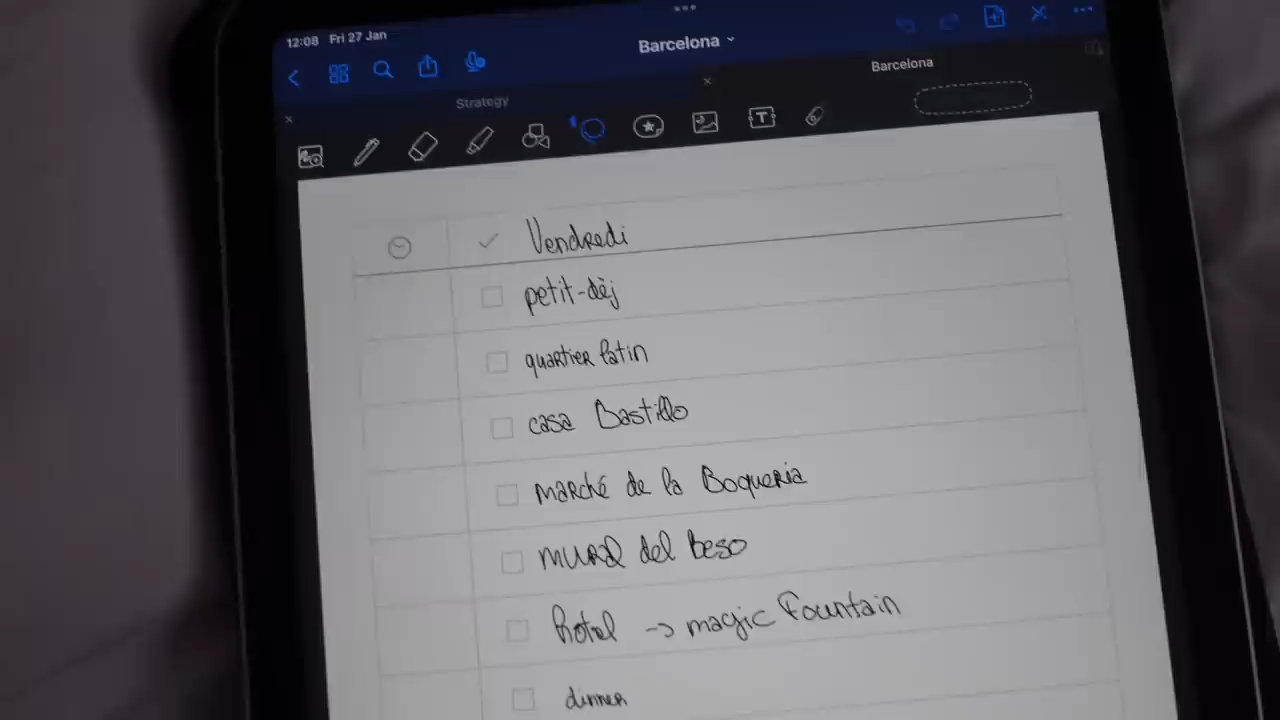 12:08 Fri 27 Jan
Barcelona
Barcelona
Strategy
Vendredi
petit-déj
quartier latin
casa Bastillo
marché de la Boqueria
mural del Beso
hotel -> magic Fountain
dinner